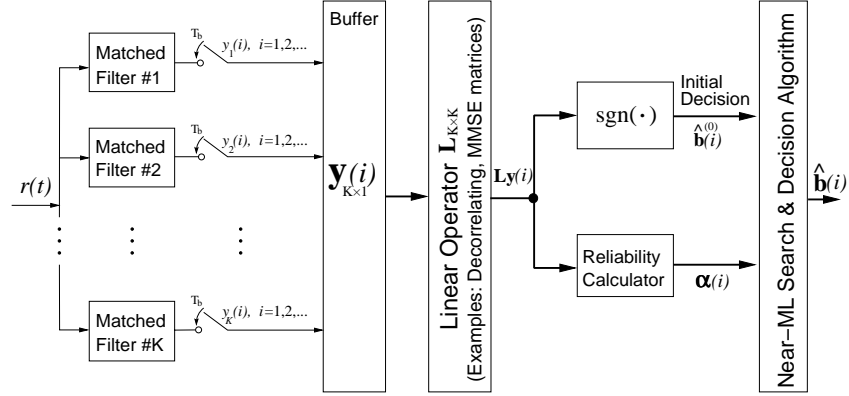 r(t)
Matched
Filter #1
T_b
y_1(i), i=1,2,...
Matched
Filter #2
T_b
y_2(i), i=1,2,...
Matched
Filter #K
T_b
y_K(i), i=1,2,...
Buffer
y(i)
K×1
Linear Operator L_{K×K}
(Examples: Decorrelating, MMSE matrices)
Ly(i)
sgn(·)
Initial
Decision
b̂^{(0)}(i)
Reliability
Calculator
α(i)
Near−ML Search & Decision Algorithm
b̂(i)